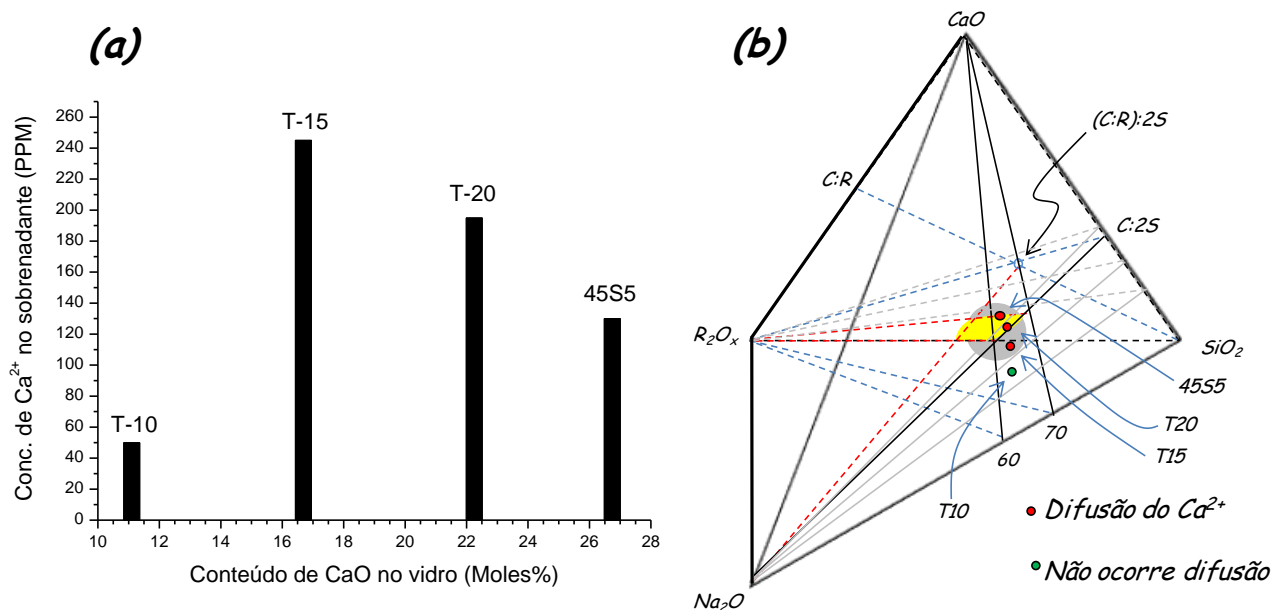 (a)
Conc. de Ca²⁺ no sobrenadante (PPM)
260
240
220
200
180
160
140
120
100
80
60
40
20
0
T-10
T-15
T-20
45S5
10 12 14 16 18 20 22 24 26 28
Conteúdo de CaO no vidro (Moles%)
(b)
CaO
(C:R):2S
C:R
C:2S
R₂Oₓ
SiO₂
45S5
T20
T15
T10
60
70
Na₂O
Difusão do Ca²⁺
Não ocorre difusão